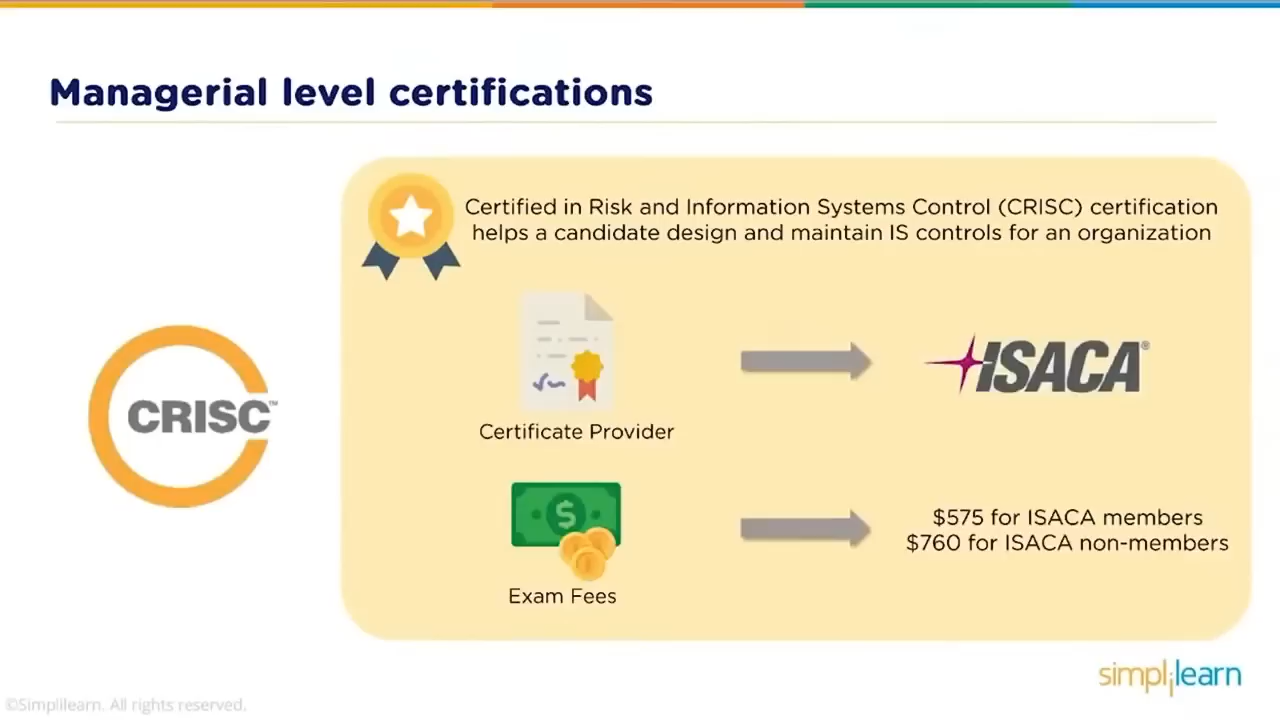 Managerial level certifications
Certified in Risk and Information Systems Control (CRISC) certification
helps a candidate design and maintain IS controls for an organization
CRISC™
ISACA®
Certificate Provider
$
$575 for ISACA members
$760 for ISACA non-members
Exam Fees
simplilearn
©Simplilearn. All rights reserved.